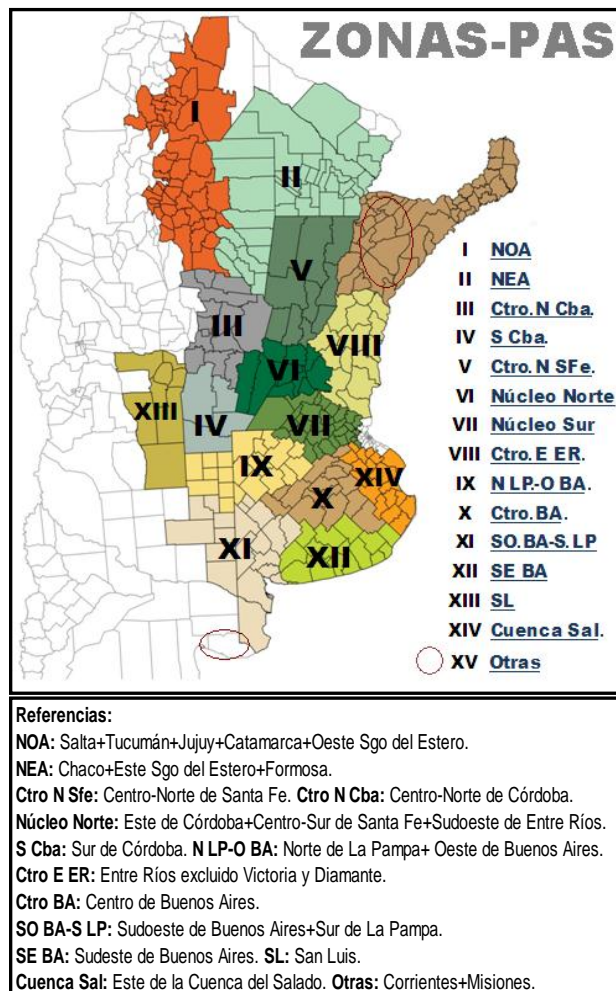 ZONAS-PAS
I
II
V
III
VIII
VI
XIII
IV
VII
IX
XIV
X
XI
XII
I NOA
II NEA
III Ctro.N Cba.
IV S Cba.
V Ctro.N SFe.
VI Núcleo Norte
VII Núcleo Sur
VIII Ctro.E ER.
IX N LP.-O BA.
X Ctro.BA.
XI SO.BA-S.LP
XII SE BA
XIII SL
XIV Cuenca Sal.
XV Otras
Referencias:
NOA: Salta+Tucumán+Jujuy+Catamarca+Oeste Sgo del Estero.
NEA: Chaco+Este Sgo del Estero+Formosa.
Ctro N Sfe: Centro-Norte de Santa Fe. Ctro N Cba: Centro-Norte de Córdoba.
Núcleo Norte: Este de Córdoba+Centro-Sur de Santa Fe+Sudoeste de Entre Ríos.
S Cba: Sur de Córdoba. N LP-O BA: Norte de La Pampa+ Oeste de Buenos Aires.
Ctro E ER: Entre Ríos excluido Victoria y Diamante.
Ctro BA: Centro de Buenos Aires.
SO BA-S LP: Sudoeste de Buenos Aires+Sur de La Pampa.
SE BA: Sudeste de Buenos Aires. SL: San Luis.
Cuenca Sal: Este de la Cuenca del Salado. Otras: Corrientes+Misiones.